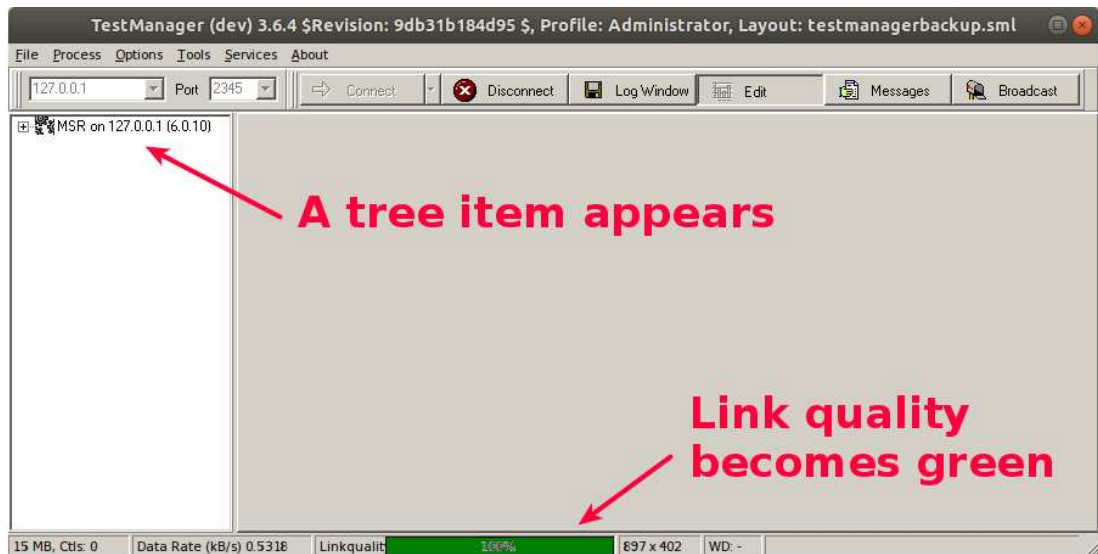 TestManager (dev) 3.6.4 $Revision: 9db31b184d95 $, Profile: Administrator, Layout: testmanagerbackup.sml
File Process Options Tools Services About
127.0.0.1 Port 2345 Connect Disconnect Log Window Edit Messages Broadcast
MSR on 127.0.0.1 (6.0.10)
A tree item appears
Link quality
becomes green
15 MB, Ctls: 0 Data Rate (kB/s) 0.5318 Linkqualit 100% 897 x 402 WD: -